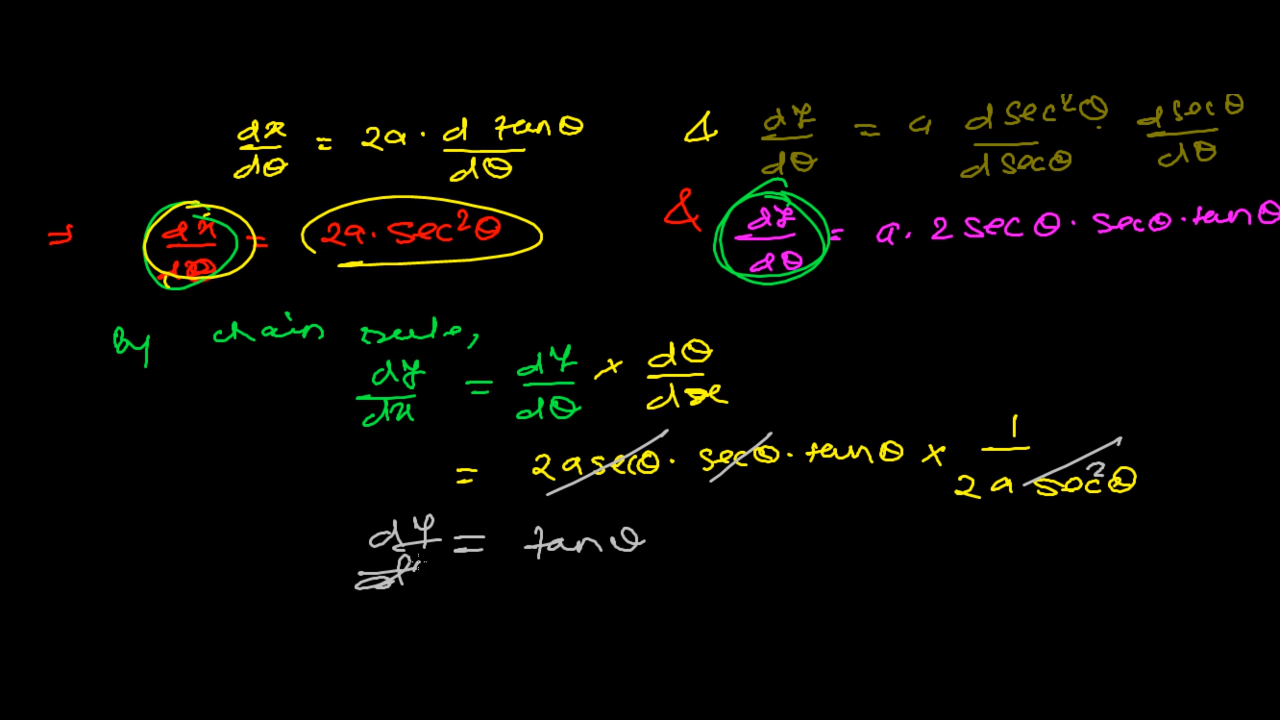 dx/dθ = 2a · d tanθ/dθ & dy/dθ = a d sec²θ/d secθ · d secθ/dθ
⇒ dx/dθ = 2a · sec²θ & dy/dθ = a · 2 secθ · secθ · tanθ
By chain rule,
dy/dx = dy/dθ × dθ/dx
= 2a secθ · secθ · tanθ × 1/2a sec²θ
dy/d = tanθ